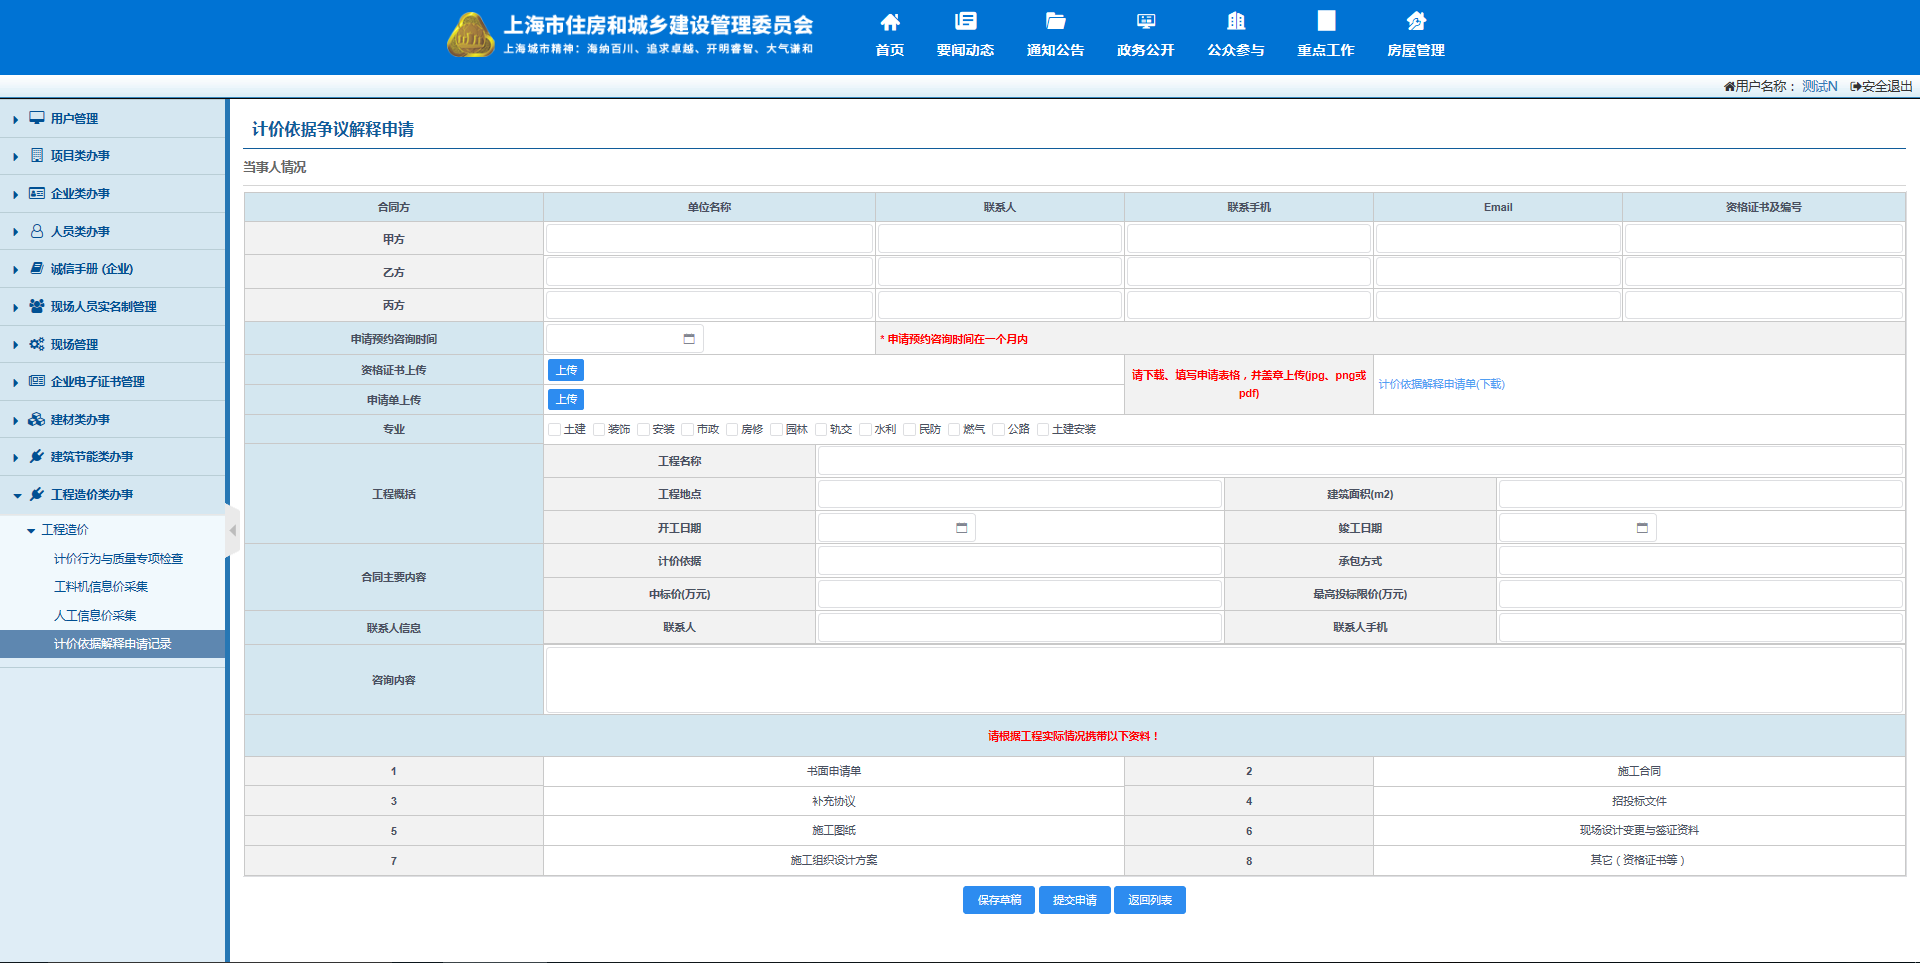 上海市住房和城乡建设管理委员会
上海城市精神：海纳百川、追求卓越、开明睿智、大气谦和
首页 要闻动态 通知公告 政务公开 公众参与 重点工作 房屋管理
用户名称： 测试N 安全退出
用户管理
项目类办事
企业类办事
人员类办事
诚信手册 (企业)
现场人员实名制管理
现场管理
企业电子证书管理
建材类办事
建筑节能类办事
工程造价类办事
工程造价
计价行为与质量专项检查
工料机信息价采集
人工信息价采集
计价依据解释申请记录
计价依据争议解释申请
当事人情况
合同方 单位名称 联系人 联系手机 Email 资格证书及编号
甲方
乙方
丙方
申请预约咨询时间 * 申请预约咨询时间在一个月内
资格证书上传 上传
申请单上传 上传
请下载、填写申请表格，并盖章上传(jpg、png或
pdf)
计价依据解释申请单(下载)
专业 土建 装饰 安装 市政 房修 园林 轨交 水利 民防 燃气 公路 土建安装
工程概括
工程名称
工程地点 建筑面积(m2)
开工日期 竣工日期
合同主要内容
计价依据 承包方式
中标价(万元) 最高投标限价(万元)
联系人信息 联系人 联系人手机
咨询内容
请根据工程实际情况携带以下资料！
1 书面申请单 2 施工合同
3 补充协议 4 招投标文件
5 施工图纸 6 现场设计变更与签证资料
7 施工组织设计方案 8 其它（资格证书等）
保存草稿 提交申请 返回列表